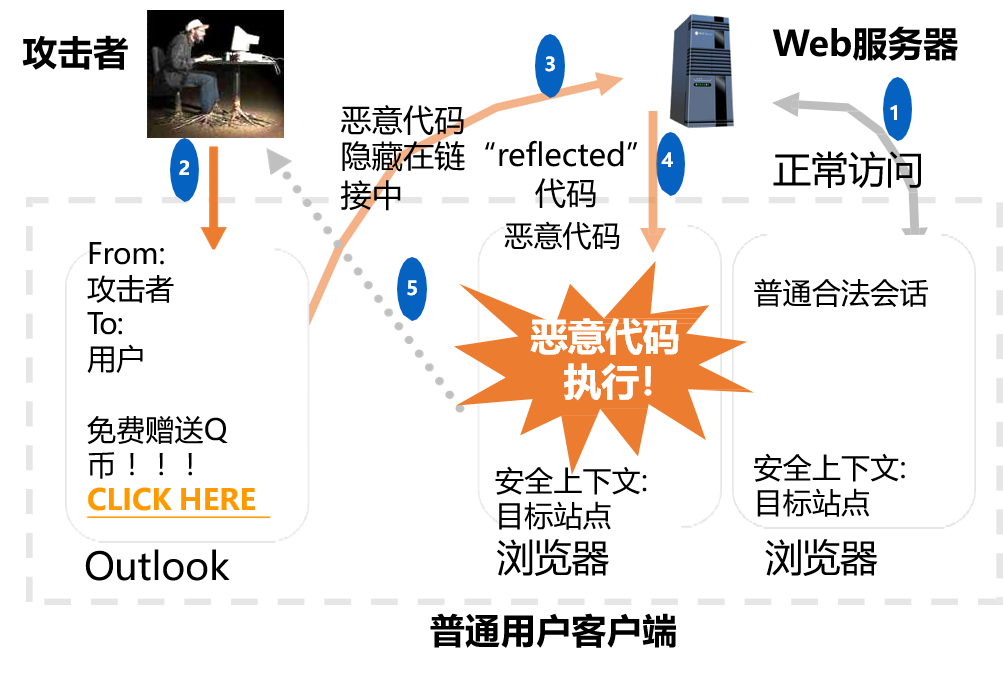 攻击者
Web服务器
3
1
2
4
5
恶意代码
隐藏在链
接中
“reflected”
代码
恶意代码
正常访问
From:
攻击者
To:
用户
免费赠送Q
币！！！
CLICK HERE
Outlook
恶意代码
执行!
安全上下文:
目标站点
浏览器
普通合法会话
安全上下文:
目标站点
浏览器
普通用户客户端